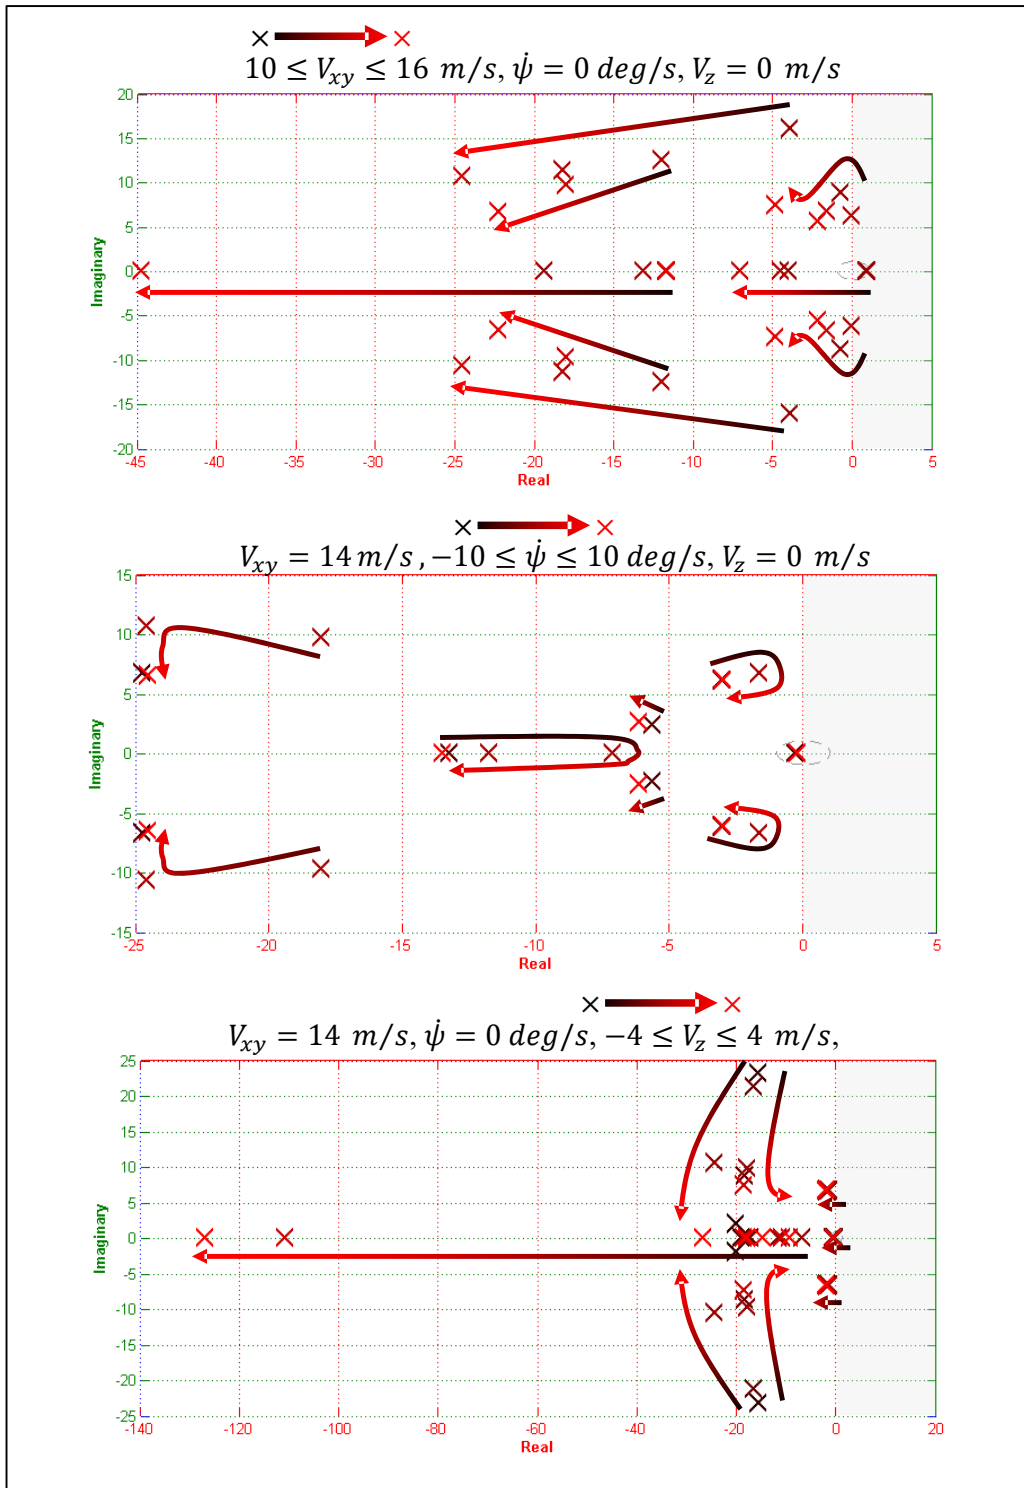 10 ≤ V_xy ≤ 16 m/s, ψ̇ = 0 deg/s, V_z = 0 m/s
20
15
10
5
0
-5
-10
-15
-20
Imaginary
-45 -40 -35 -30 -25 -20 -15 -10 -5 0 5
Real
V_xy = 14 m/s, −10 ≤ ψ̇ ≤ 10 deg/s, V_z = 0 m/s
15
10
5
0
-5
-10
-15
Imaginary
-25 -20 -15 -10 -5 0 5
Real
V_xy = 14 m/s, ψ̇ = 0 deg/s, −4 ≤ V_z ≤ 4 m/s,
25
20
15
10
5
0
-5
-10
-15
-20
-25
Imaginary
-140 -120 -100 -80 -60 -40 -20 0 20
Real